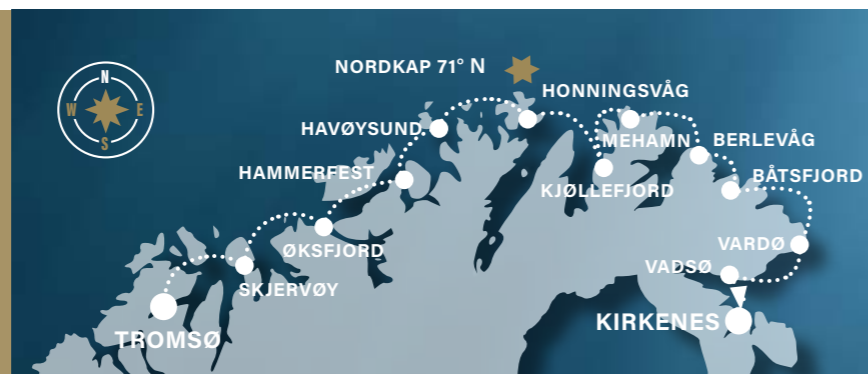 N
W
E
S
NORDKAP 71° N
HONNINGSVÅG
HAVØYSUND
MEHAMN
BERLEVÅG
HAMMERFEST
KJØLLEFJORD
BÅTSFJORD
ØKSFJORD
VARDØ
VADSØ
SKJERVØY
KIRKENES
TROMSØ